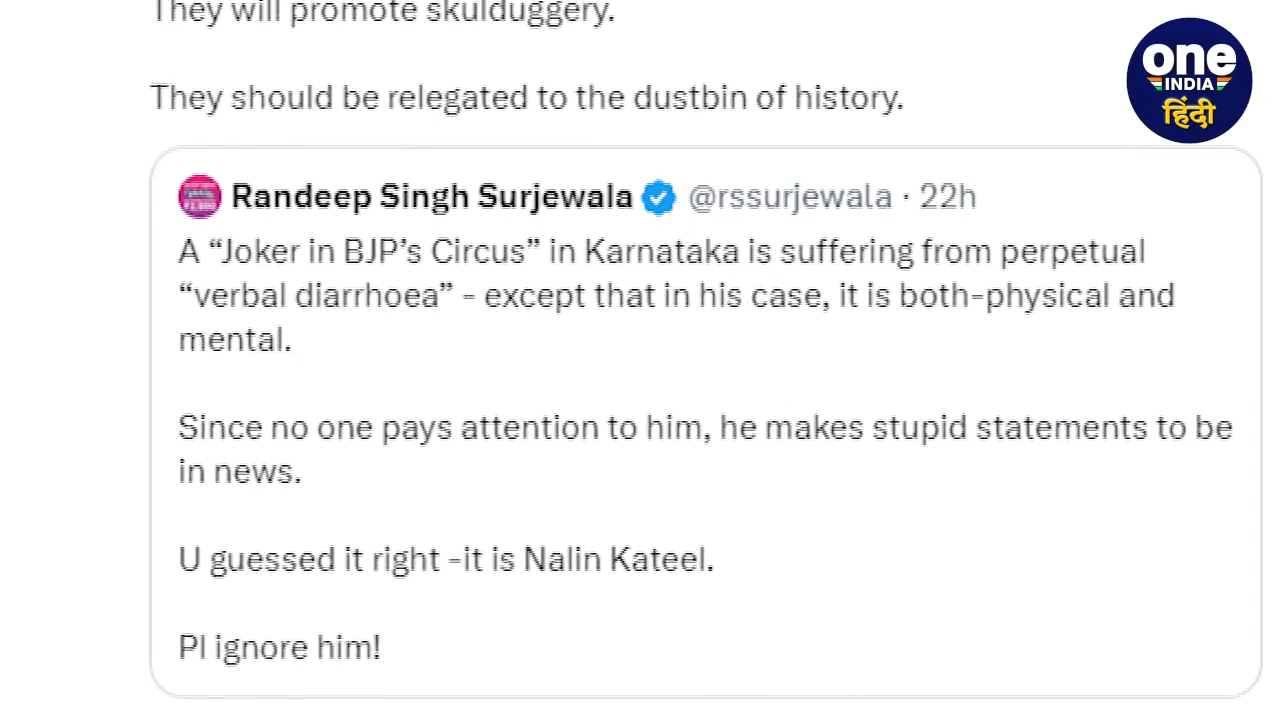 They will promote skulduggery.
one
INDIA
हिंदी
They should be relegated to the dustbin of history.
Randeep Singh Surjewala @rssurjewala · 22h
A “Joker in BJP’s Circus” in Karnataka is suffering from perpetual
“verbal diarrhoea” - except that in his case, it is both-physical and
mental.
Since no one pays attention to him, he makes stupid statements to be
in news.
U guessed it right -it is Nalin Kateel.
Pl ignore him!